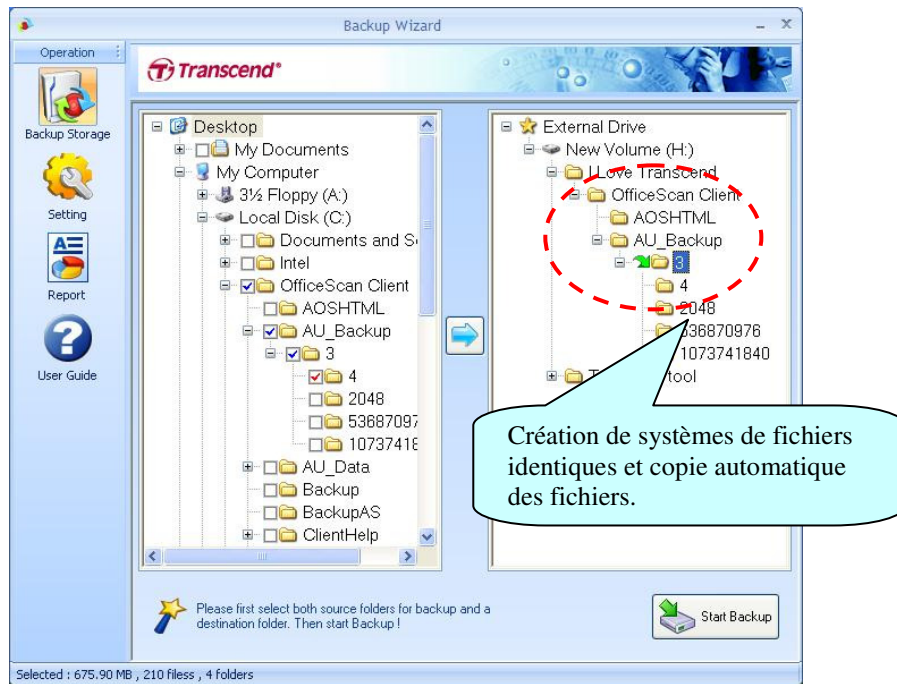 Backup Wizard
Operation
Backup Storage
Setting
Report
User Guide
Transcend®
Desktop
My Documents
My Computer
3½ Floppy (A:)
Local Disk (C:)
Documents and S
Intel
OfficeScan Client
AOSHTML
AU_Backup
3
4
2048
53687097
10737418
AU_Data
Backup
BackupAS
ClientHelp
External Drive
New Volume (H:)
I Love Transcend
OfficeScan Client
AOSHTML
AU_Backup
3
4
2048
536870976
1073741840
T tool
Création de systèmes de fichiers
identiques et copie automatique
des fichiers.
Please first select both source folders for backup and a
destination folder. Then start Backup !
Start Backup
Selected : 675.90 MB , 210 filess , 4 folders